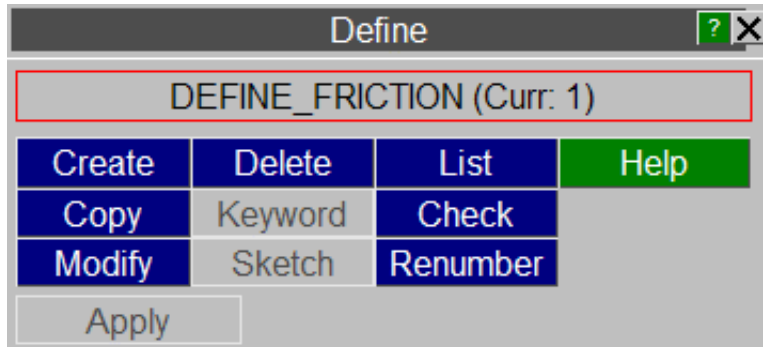 Define ? X
DEFINE_FRICTION (Curr: 1)
Create Delete List Help
Copy Keyword Check
Modify Sketch Renumber
Apply